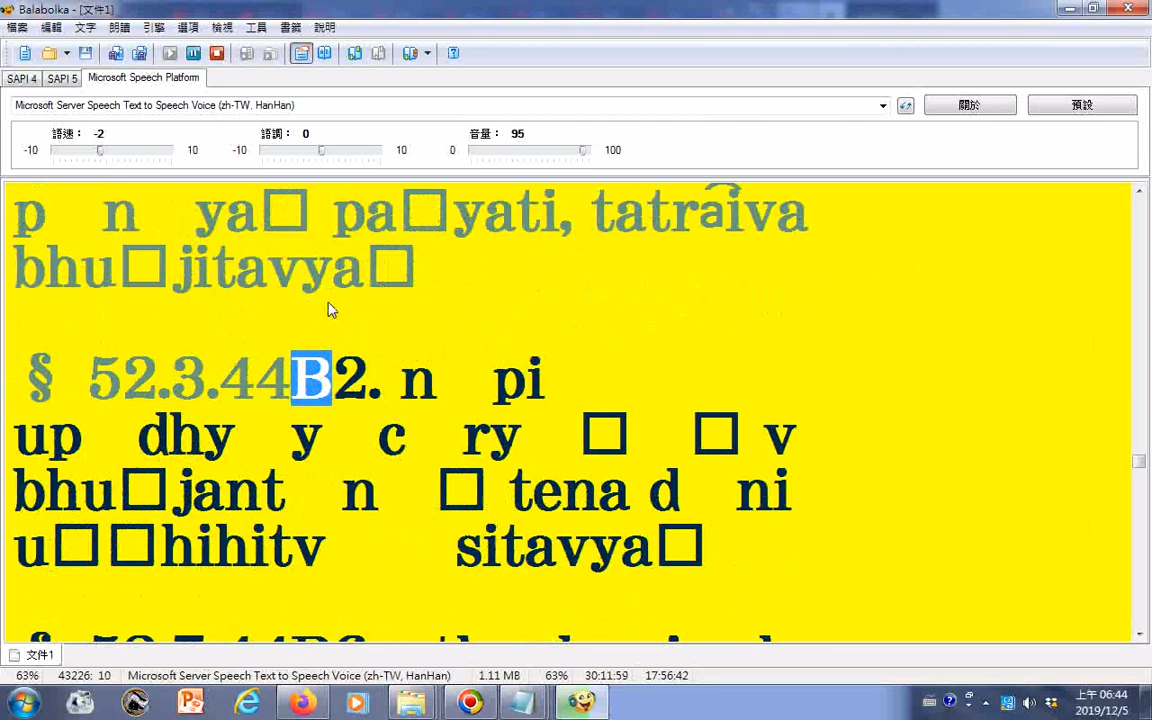 Balabolka - [文件1]
檔案 編輯 文字 朗讀 引擎 選項 檢視 工具 書籤 說明
SAPI 4 SAPI 5 Microsoft Speech Platform
Microsoft Server Speech Text to Speech Voice (zh-TW, HanHan) 關於 預設
語速： -2 語調： 0 音量： 95
-10 10 -10 10 0 100
p n ya□ pa□yati, tatraiva
bhu□jitavya□
§ 52.3.44B2. n pi
up dhy y c ry □ □ v
bhu□jant n □ tena d ni
u□□hihitv sitavya□
文件1
63% 43226: 10 Microsoft Server Speech Text to Speech Voice (zh-TW, HanHan) 1.11 MB 63% 30:11:59 17:56:42
上午 06:44
2019/12/5